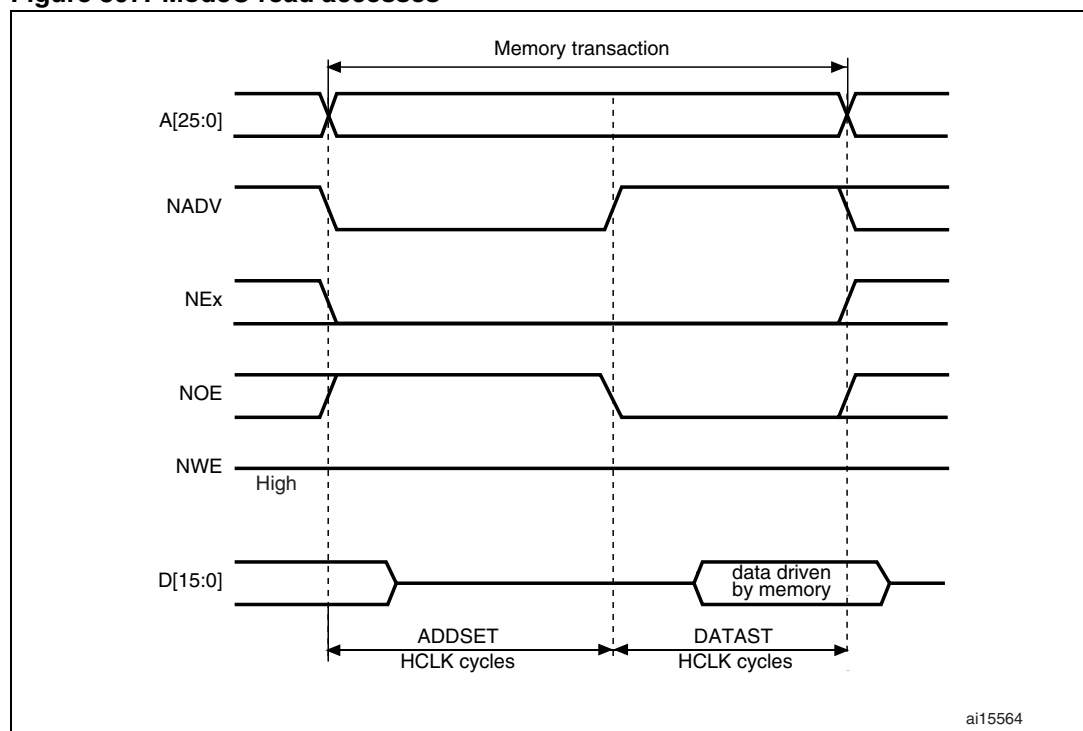 Memory transaction
A[25:0]
NADV
NEx
NOE
NWE
High
D[15:0]
data driven
by memory
ADDSET
HCLK cycles
DATAST
HCLK cycles
ai15564